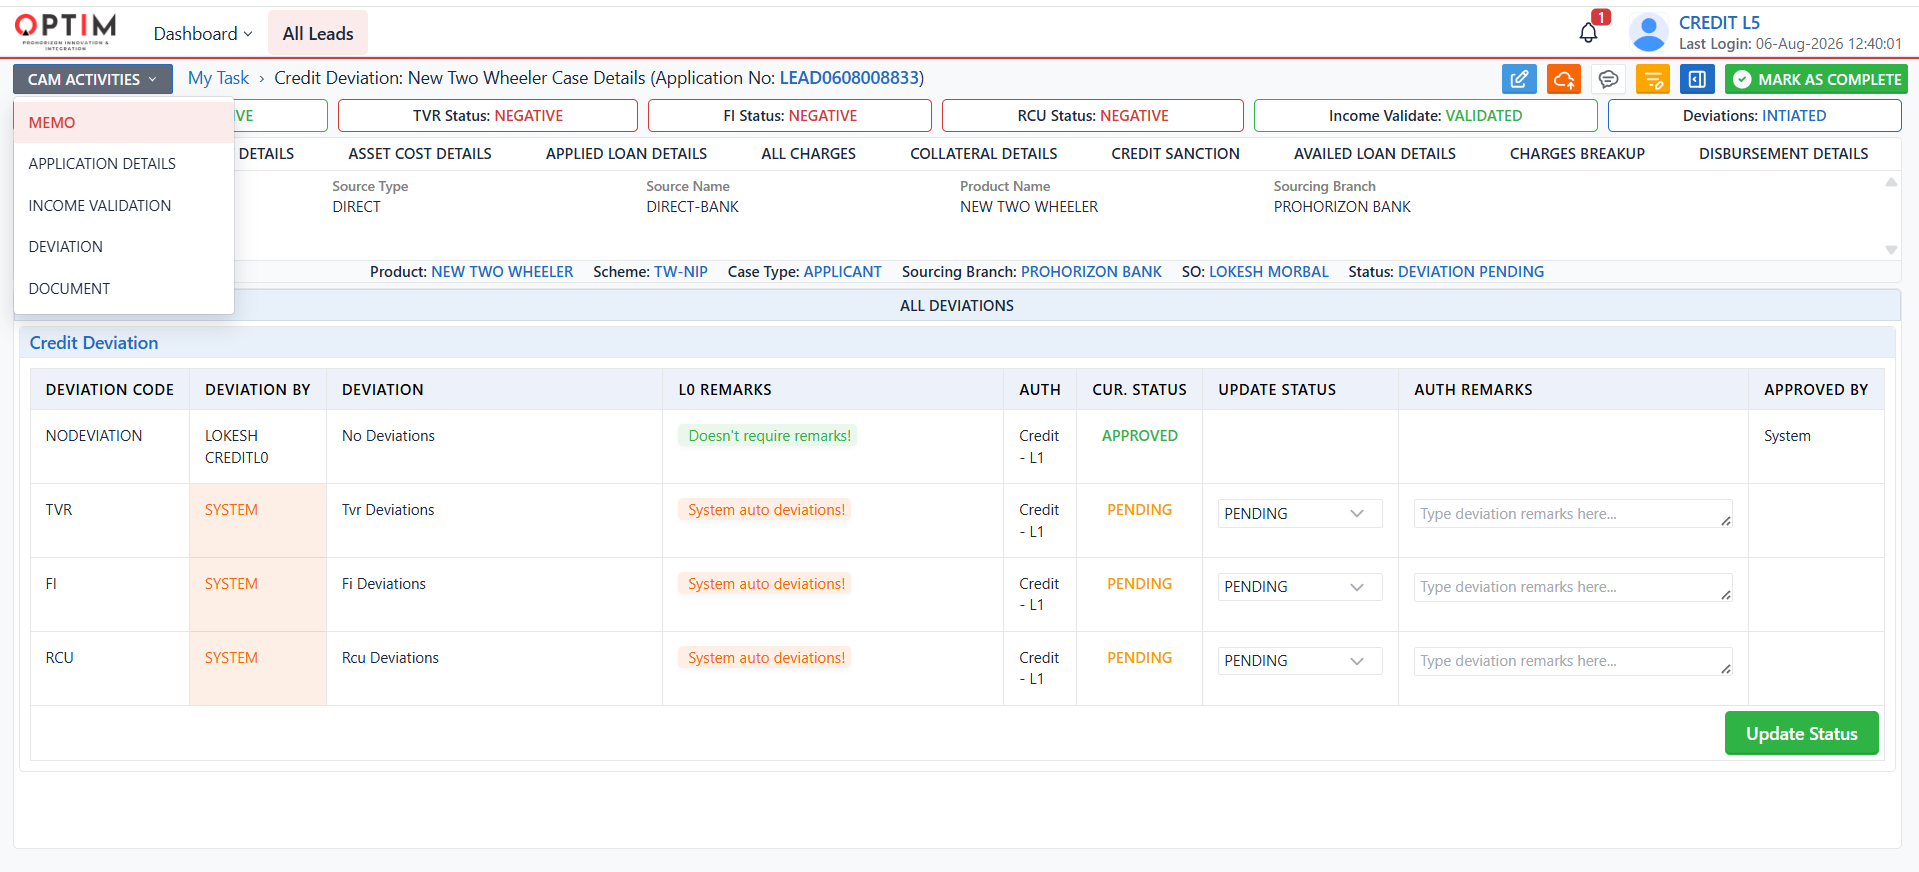 OPTIM
PROHORIZON INNOVATION &
INTEGRATION
Dashboard
All Leads
1
CREDIT L5
Last Login: 06-Aug-2026 12:40:01
CAM ACTIVITIES
My Task › Credit Deviation: New Two Wheeler Case Details (Application No: LEAD0608008833)
MARK AS COMPLETE
MEMO
APPLICATION DETAILS
INCOME VALIDATION
DEVIATION
DOCUMENT
IVE
TVR Status: NEGATIVE
FI Status: NEGATIVE
RCU Status: NEGATIVE
Income Validate: VALIDATED
Deviations: INTIATED
DETAILS
ASSET COST DETAILS
APPLIED LOAN DETAILS
ALL CHARGES
COLLATERAL DETAILS
CREDIT SANCTION
AVAILED LOAN DETAILS
CHARGES BREAKUP
DISBURSEMENT DETAILS
Source Type
DIRECT
Source Name
DIRECT-BANK
Product Name
NEW TWO WHEELER
Sourcing Branch
PROHORIZON BANK
Product: NEW TWO WHEELER Scheme: TW-NIP Case Type: APPLICANT Sourcing Branch: PROHORIZON BANK SO: LOKESH MORBAL Status: DEVIATION PENDING
ALL DEVIATIONS
Credit Deviation
DEVIATION CODE DEVIATION BY DEVIATION L0 REMARKS AUTH CUR. STATUS UPDATE STATUS AUTH REMARKS APPROVED BY
NODEVIATION LOKESH CREDITL0 No Deviations Doesn't require remarks! Credit - L1 APPROVED System
TVR SYSTEM Tvr Deviations System auto deviations! Credit - L1 PENDING PENDING Type deviation remarks here...
FI SYSTEM Fi Deviations System auto deviations! Credit - L1 PENDING PENDING Type deviation remarks here...
RCU SYSTEM Rcu Deviations System auto deviations! Credit - L1 PENDING PENDING Type deviation remarks here...
Update Status